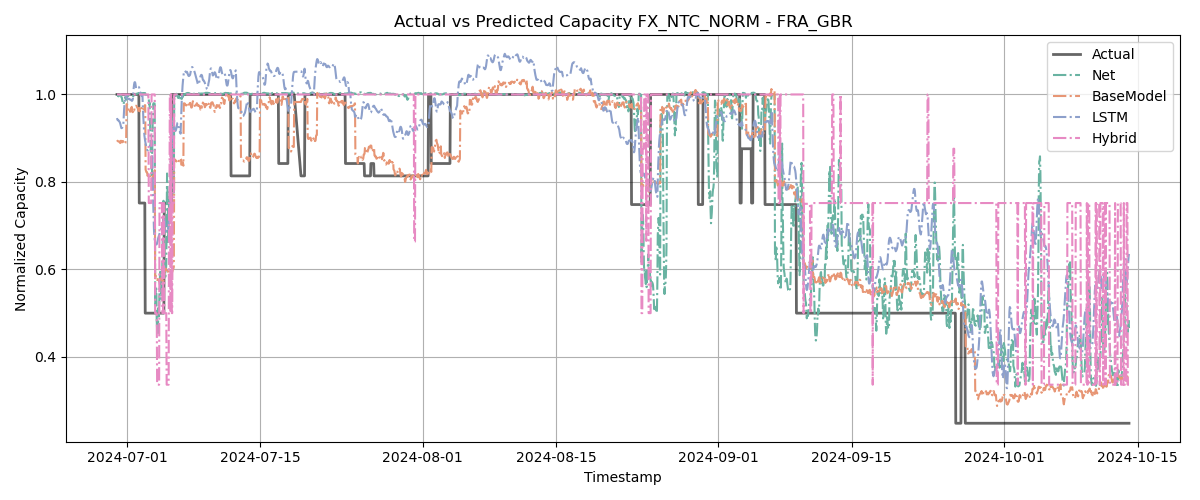 Actual vs Predicted Capacity FX_NTC_NORM - FRA_GBR
Normalized Capacity
1.0
0.8
0.6
0.4
Actual
Net
BaseModel
LSTM
Hybrid
2024-07-01
2024-07-15
2024-08-01
2024-08-15
2024-09-01
2024-09-15
2024-10-01
2024-10-15
Timestamp